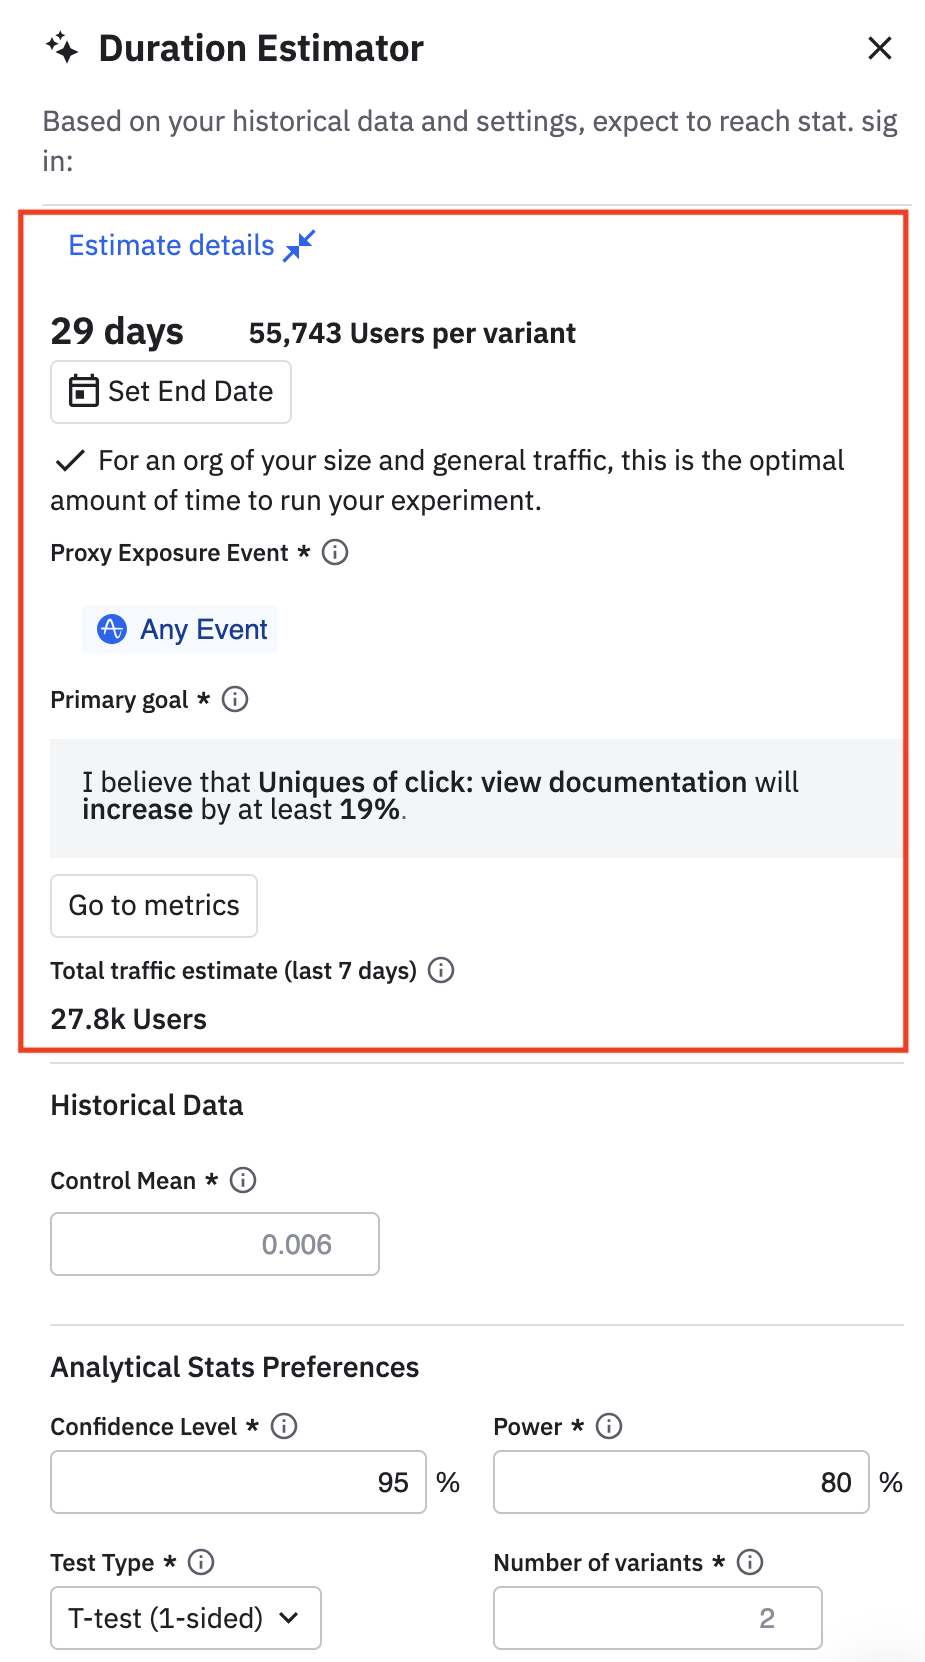 Duration Estimator
Based on your historical data and settings, expect to reach stat. sig
in:
Estimate details
29 days 55,743 Users per variant
Set End Date
For an org of your size and general traffic, this is the optimal
amount of time to run your experiment.
Proxy Exposure Event *
Any Event
Primary goal *
I believe that Uniques of click: view documentation will
increase by at least 19%.
Go to metrics
Total traffic estimate (last 7 days)
27.8k Users
Historical Data
Control Mean *
0.006
Analytical Stats Preferences
Confidence Level * Power *
95 % 80 %
Test Type * Number of variants *
T-test (1-sided) 2